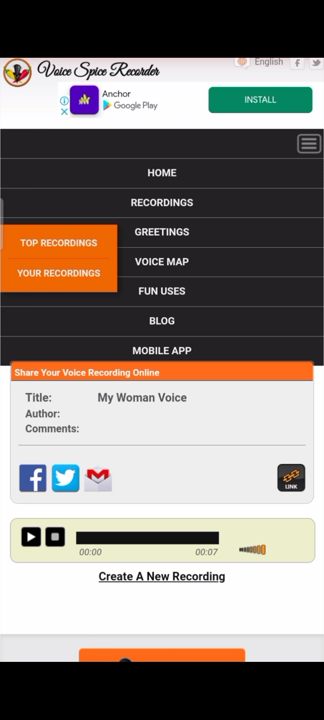 Voice Spice Recorder
English
Anchor
Google Play
INSTALL
HOME
RECORDINGS
TOP RECORDINGS
GREETINGS
YOUR RECORDINGS
VOICE MAP
FUN USES
BLOG
MOBILE APP
Share Your Voice Recording Online
Title: My Woman Voice
Author:
Comments:
LINK
00:00 00:07
Create A New Recording